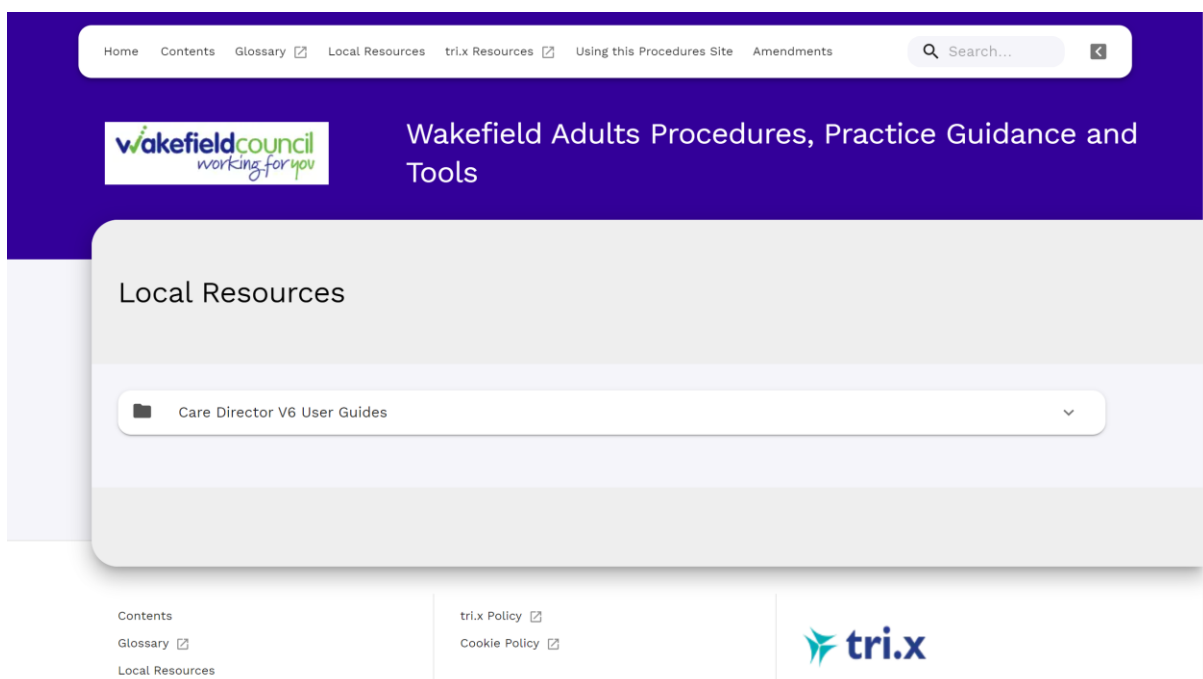 Home Contents Glossary Local Resources tri.x Resources Using this Procedures Site Amendments Search...
wakefieldcouncil
working for you
Wakefield Adults Procedures, Practice Guidance and
Tools
Local Resources
Care Director V6 User Guides
Contents
Glossary
Local Resources
tri.x Policy
Cookie Policy
tri.x